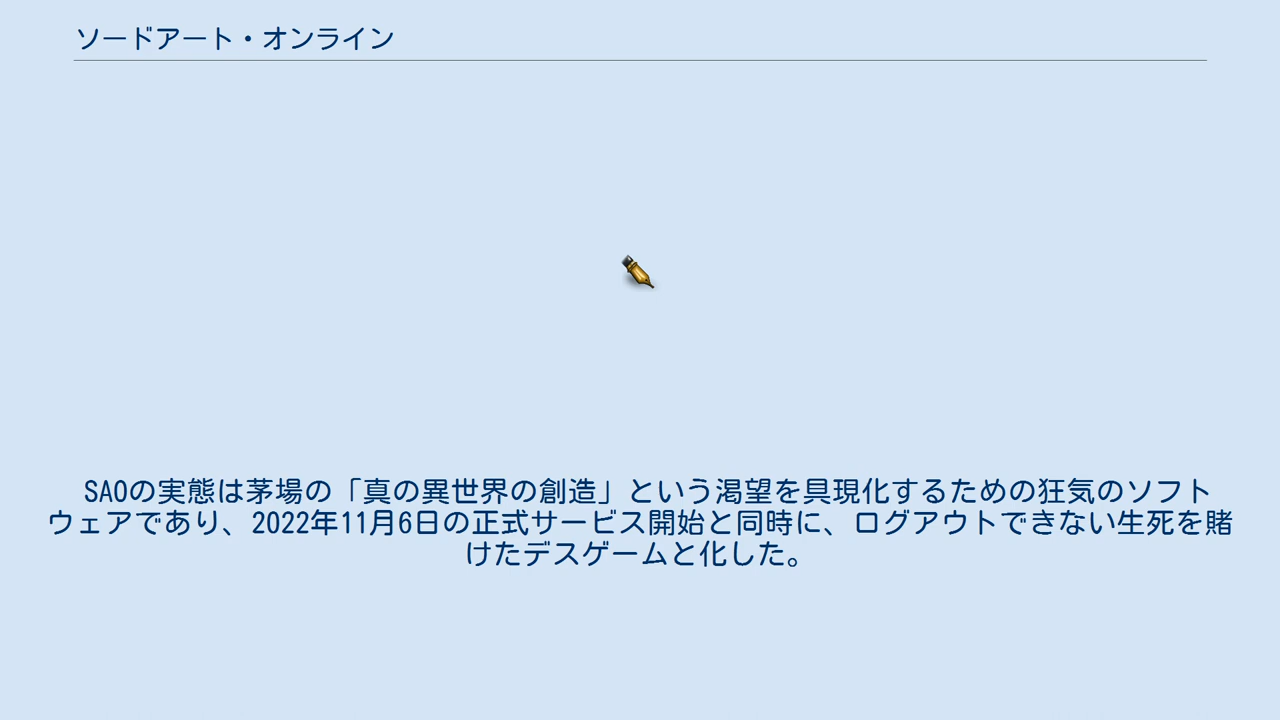 ソードアート・オンライン
SAOの実態は茅場の「真の異世界の創造」という渇望を具現化するための狂気のソフト
ウェアであり、2022年11月6日の正式サービス開始と同時に、ログアウトできない生死を賭
けたデスゲームと化した。